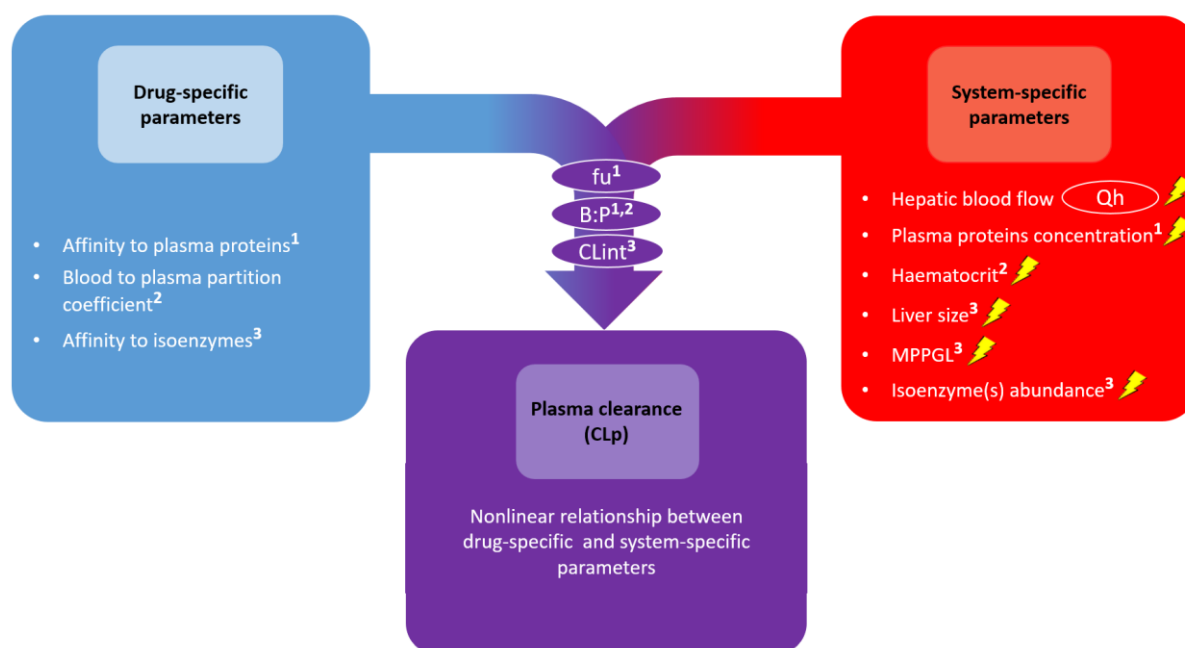 Drug-specific
parameters
• Affinity to plasma proteins¹
• Blood to plasma partition
coefficient²
• Affinity to isoenzymes³
fu¹
B:P¹,²
CLint³
System-specific
parameters
• Hepatic blood flow Qh
• Plasma proteins concentration¹
• Haematocrit²
• Liver size³
• MPPGL³
• Isoenzyme(s) abundance³
Plasma clearance
(CLp)
Nonlinear relationship between
drug-specific and system-specific
parameters